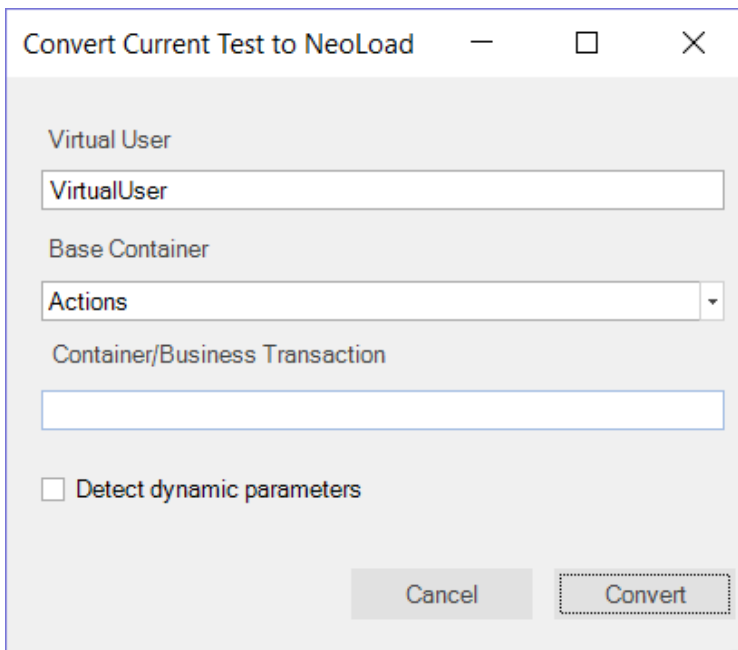 Convert Current Test to NeoLoad
Virtual User
VirtualUser
Base Container
Actions
Container/Business Transaction
Detect dynamic parameters
Cancel Convert